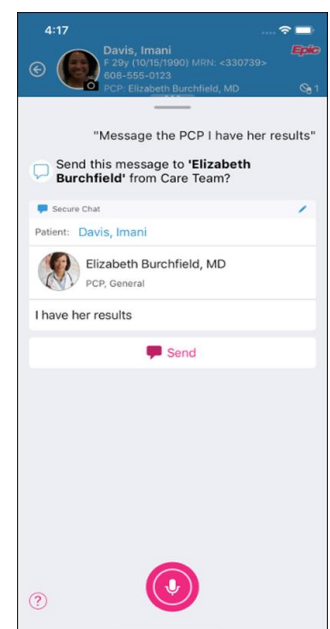 4:17
Davis, Imani
Epic
F 29y (10/15/1990) MRN: <330739>
608-555-0123
PCP: Elizabeth Burchfield, MD
1
"Message the PCP I have her results"
Send this message to 'Elizabeth
Burchfield' from Care Team?
Secure Chat
Patient: Davis, Imani
Elizabeth Burchfield, MD
PCP, General
I have her results
Send
?